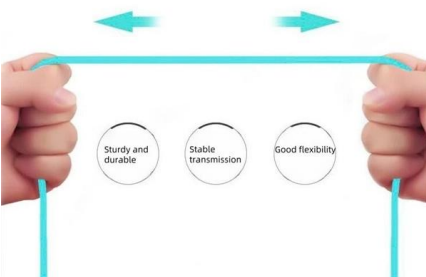 Sturdy and
durable
Stable
transmission
Good flexibility